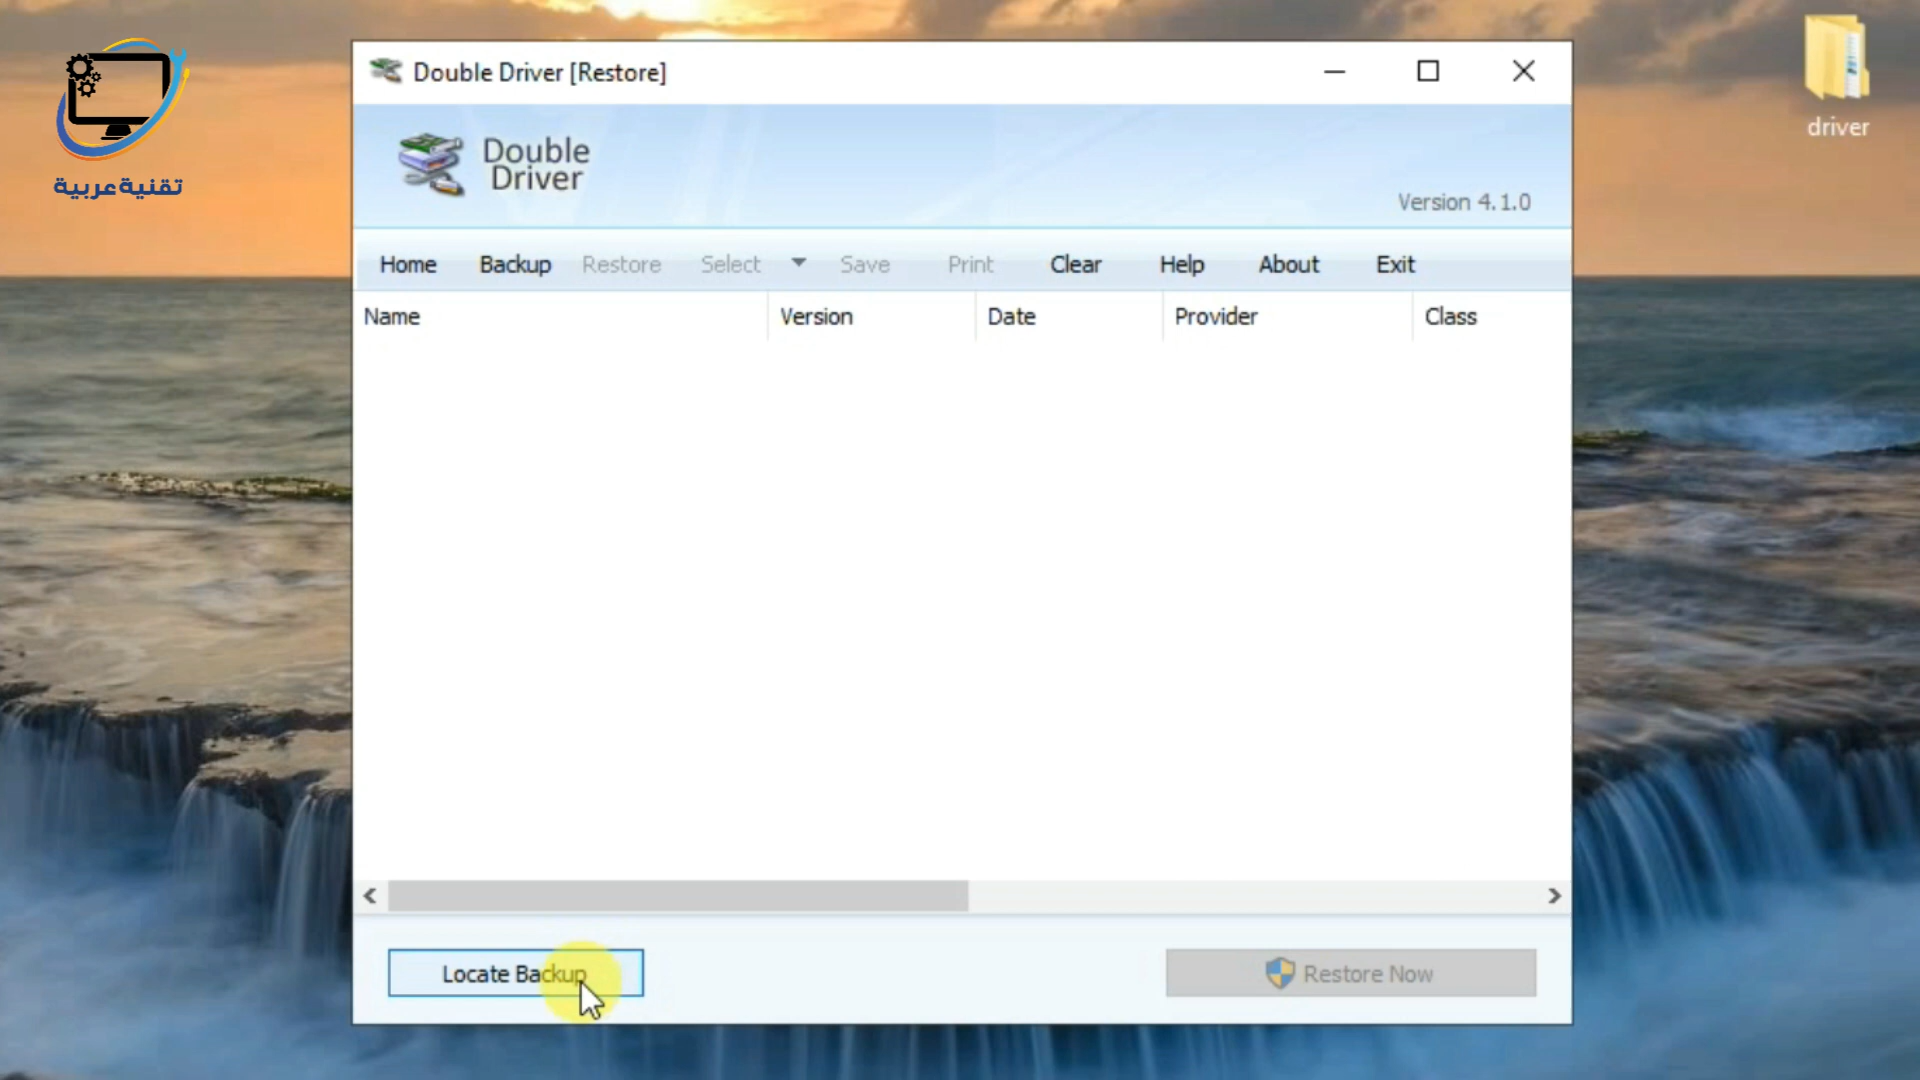 تقنية عربية
Double Driver [Restore]
driver
Double
Driver
Version 4.1.0
Home Backup Restore Select Save Print Clear Help About Exit
Name Version Date Provider Class
Locate Backup Restore Now